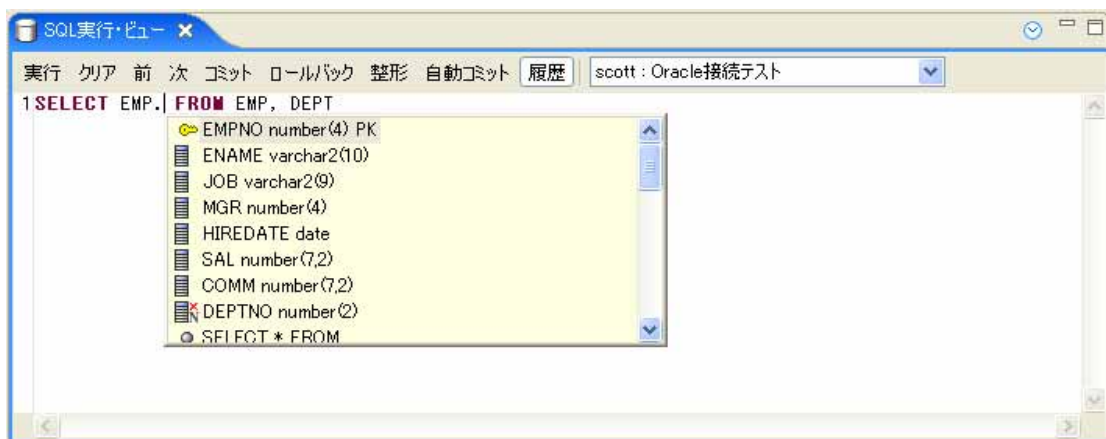 SQL実行・ビュー
実行 クリア 前 次 コミット ロールバック 整形 自動コミット 履歴 scott : Oracle接続テスト
1 SELECT EMP. FROM EMP, DEPT
EMPNO number(4) PK
ENAME varchar2(10)
JOB varchar2(9)
MGR number(4)
HIREDATE date
SAL number(7,2)
COMM number(7,2)
DEPTNO number(2)
SELECT * FROM